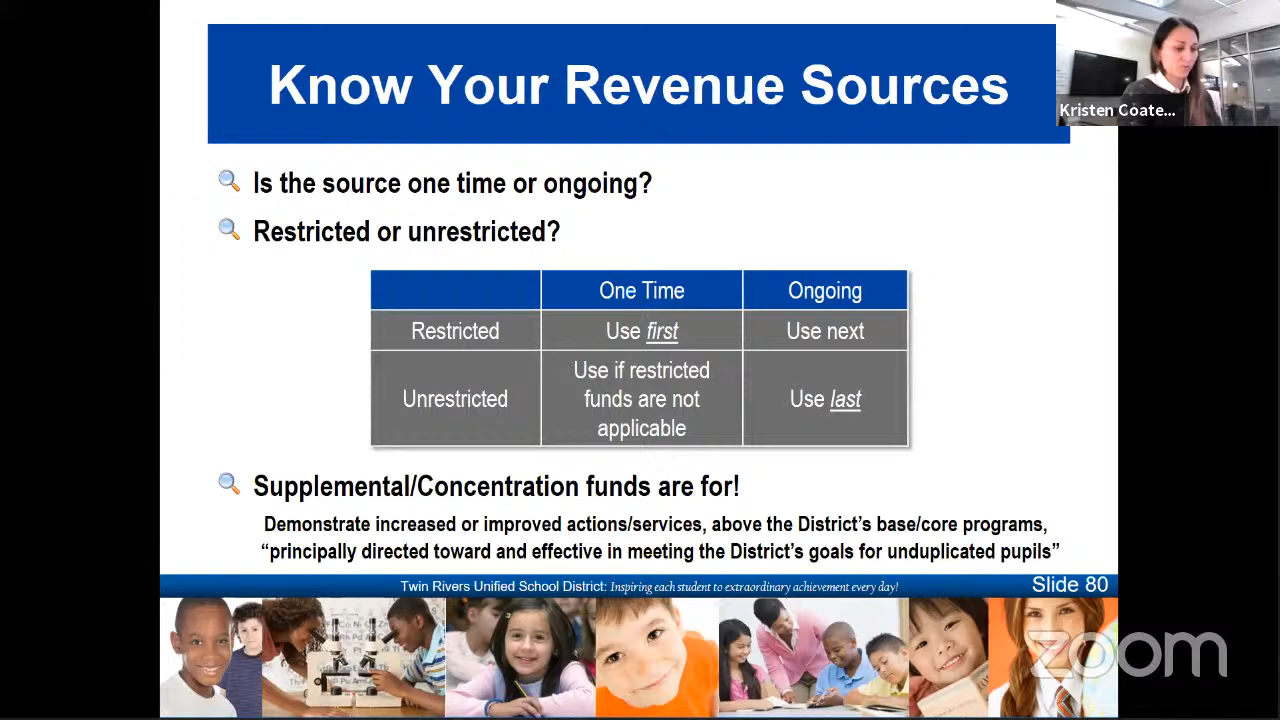 Know Your Revenue Sources
Kristen Coate...
Is the source one time or ongoing?
Restricted or unrestricted?
One Time Ongoing
Restricted Use first Use next
Unrestricted Use if restricted funds are not applicable Use last
Supplemental/Concentration funds are for!
Demonstrate increased or improved actions/services, above the District's base/core programs,
“principally directed toward and effective in meeting the District's goals for unduplicated pupils”
Twin Rivers Unified School District: Inspiring each student to extraordinary achievement every day!
Slide 80
zoom